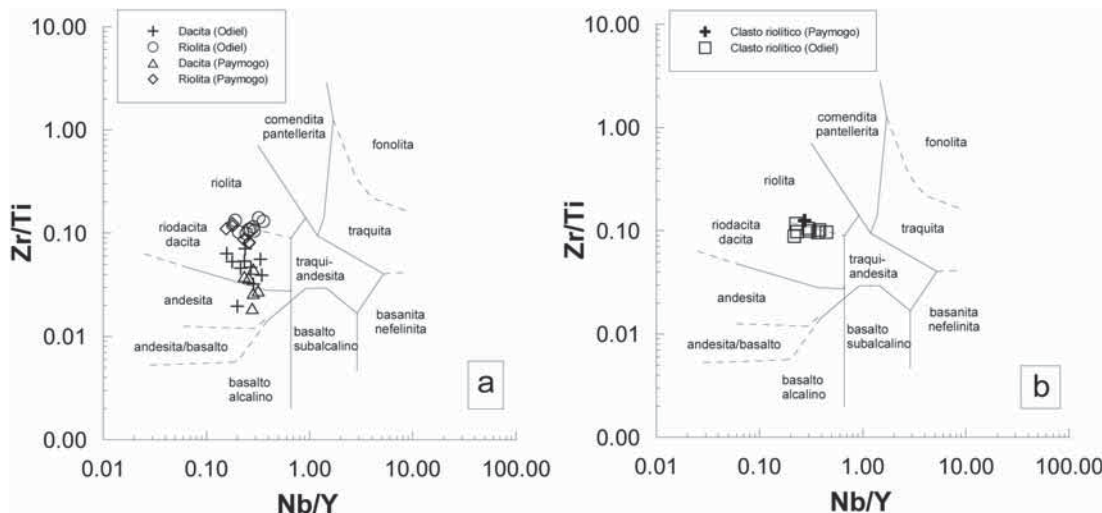 Dacita (Odiel)
Riolita (Odiel)
Dacita (Paymogo)
Riolita (Paymogo)
10.00
1.00
0.10
0.01
0.00
Zr/Ti
comendita
pantellerita
fonolita
riolita
riodacita
dacita
traquita
traqui-
andesita
andesita
basanita
nefelinita
andesita/basalto
basalto
subalcalino
basalto
alcalino
a
0.01
0.10
1.00
10.00
100.00
Nb/Y
Clasto riolítico (Paymogo)
Clasto riolítico (Odiel)
10.00
1.00
0.10
0.01
0.00
Zr/Ti
comendita
pantellerita
fonolita
riolita
riodacita
dacita
traquita
traqui-
andesita
andesita
basanita
nefelinita
andesita/basalto
basalto
subalcalino
basalto
alcalino
b
0.01
0.10
1.00
10.00
100.00
Nb/Y